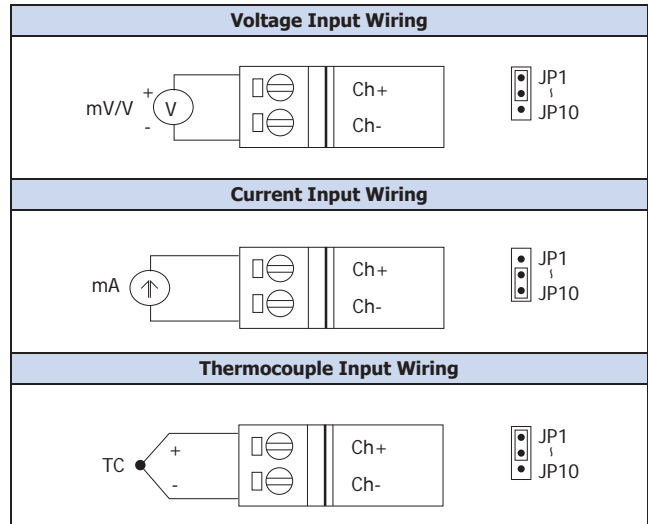 Voltage Input Wiring
mV/V
+
V
-
Ch+
Ch-
JP1
~
JP10
Current Input Wiring
mA
Ch+
Ch-
JP1
~
JP10
Thermocouple Input Wiring
TC
+
-
Ch+
Ch-
JP1
~
JP10